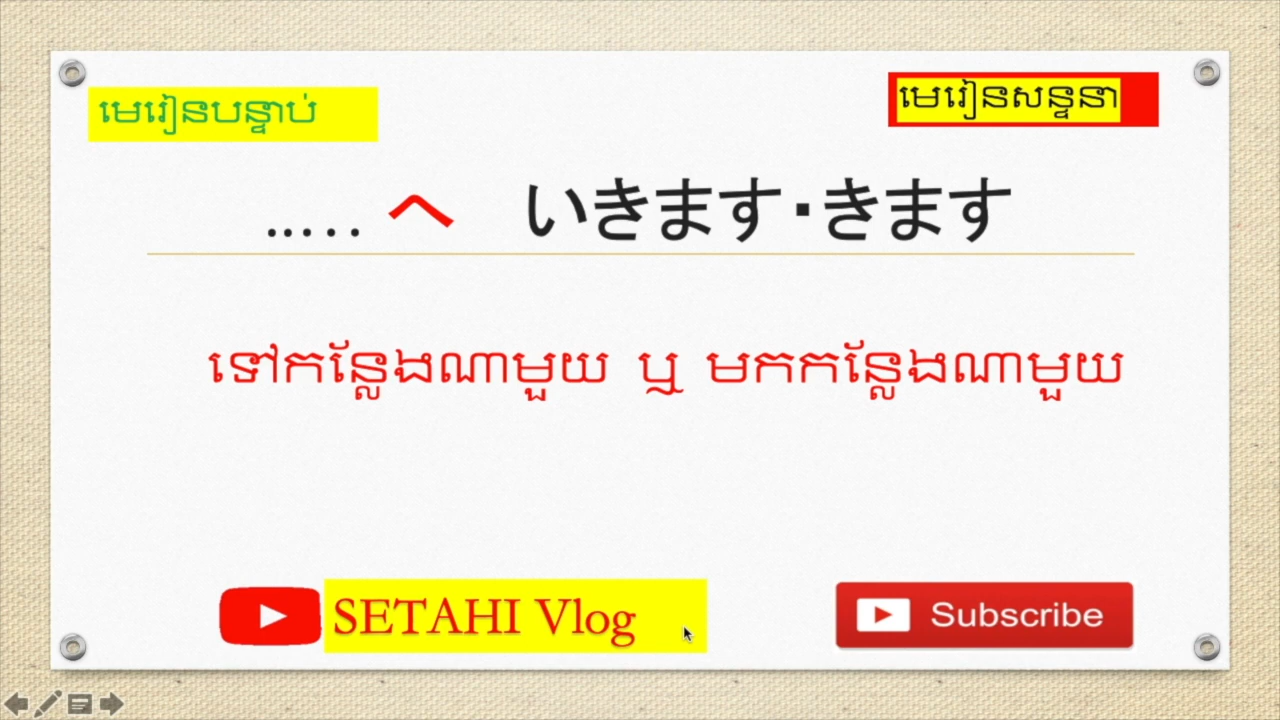 មេរៀនបន្ទាប់
មេរៀនសន្ទនា
..... へ いきます・きます
ទៅកន្លែងណាមួយ ឬ មកកន្លែងណាមួយ
SETAHI Vlog
Subscribe